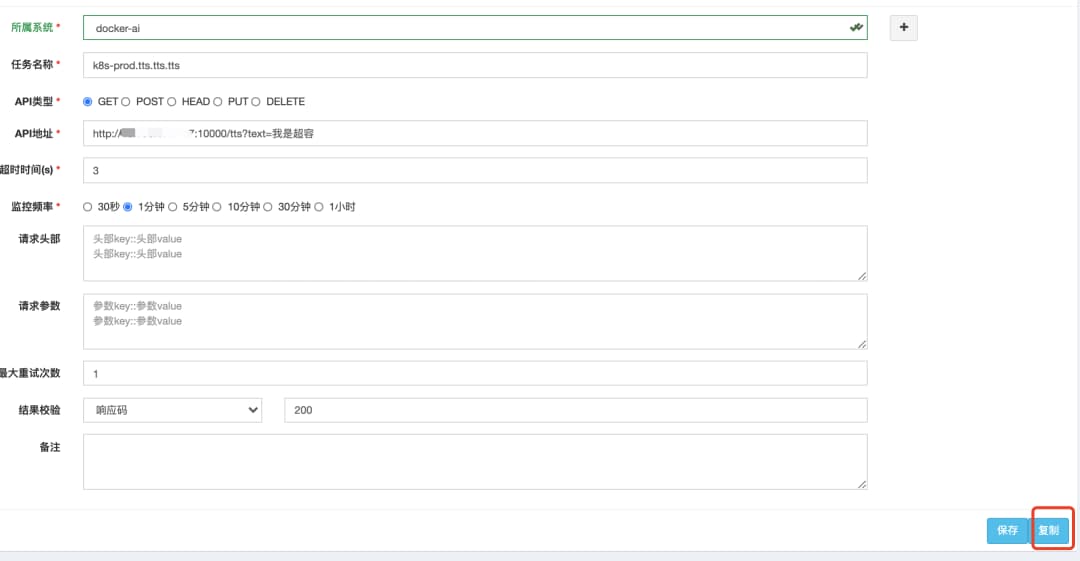 所属系统 * docker-ai +
任务名称 * k8s-prod.tts.tts.tts
API类型 * GET POST HEAD PUT DELETE
API地址 * http:// 7:10000/tts?text=我是超容
超时时间(s) * 3
监控频率 * 30秒 1分钟 5分钟 10分钟 30分钟 1小时
请求头部 头部key::头部value
头部key::头部value
请求参数 参数key::参数value
参数key::参数value
最大重试次数 1
结果校验 响应码 200
备注
保存 复制